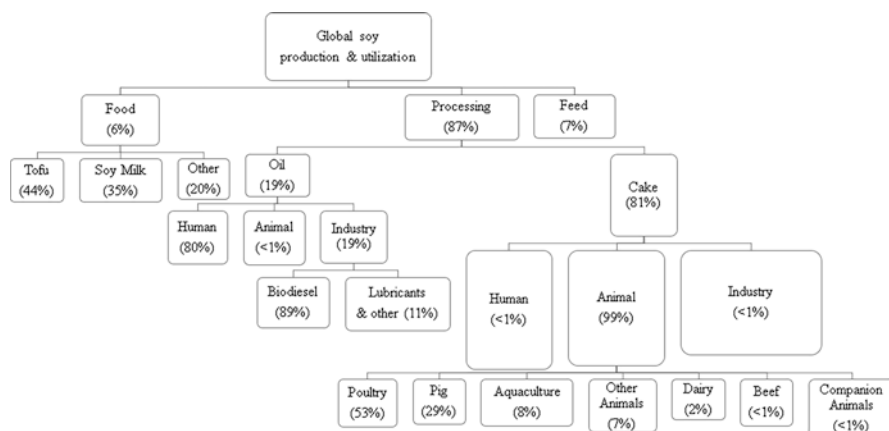 Global soy
production & utilization
Food
(6%)
Processing
(87%)
Feed
(7%)
Tofu
(44%)
Soy Milk
(35%)
Other
(20%)
Oil
(19%)
Cake
(81%)
Human
(80%)
Animal
(<1%)
Industry
(19%)
Biodiesel
(89%)
Lubricants
& other (11%)
Human
(<1%)
Animal
(99%)
Industry
(<1%)
Poultry
(53%)
Pig
(29%)
Aquaculture
(8%)
Other
Animals
(7%)
Dairy
(2%)
Beef
(<1%)
Companion
Animals
(<1%)